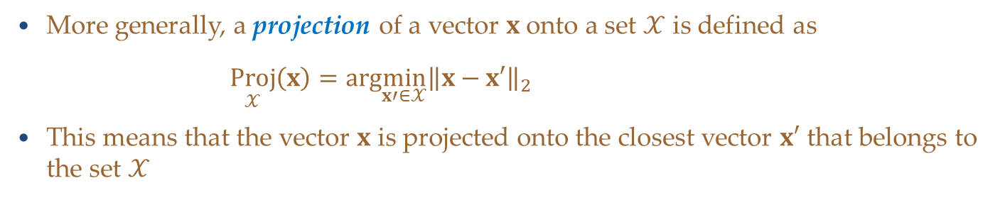 • More generally, a projection of a vector 𝐱 onto a set 𝒳 is defined as
Proj(𝐱) = argmin‖𝐱 − 𝐱′‖₂
𝒳 𝐱′∈𝒳
• This means that the vector 𝐱 is projected onto the closest vector 𝐱′ that belongs to
the set 𝒳